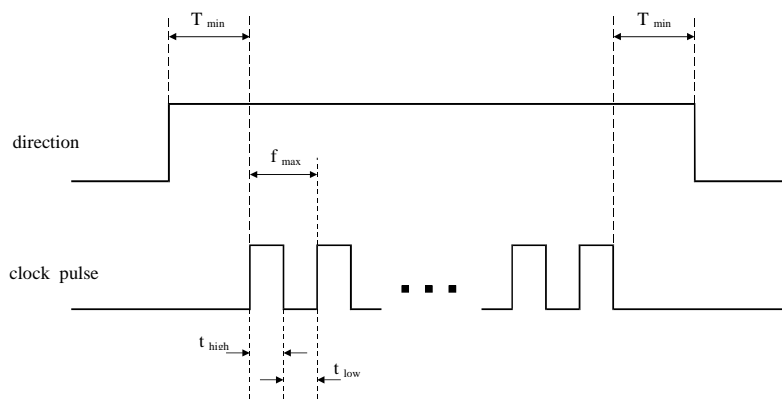 T min
T min
direction
f max
clock pulse
t high
t low